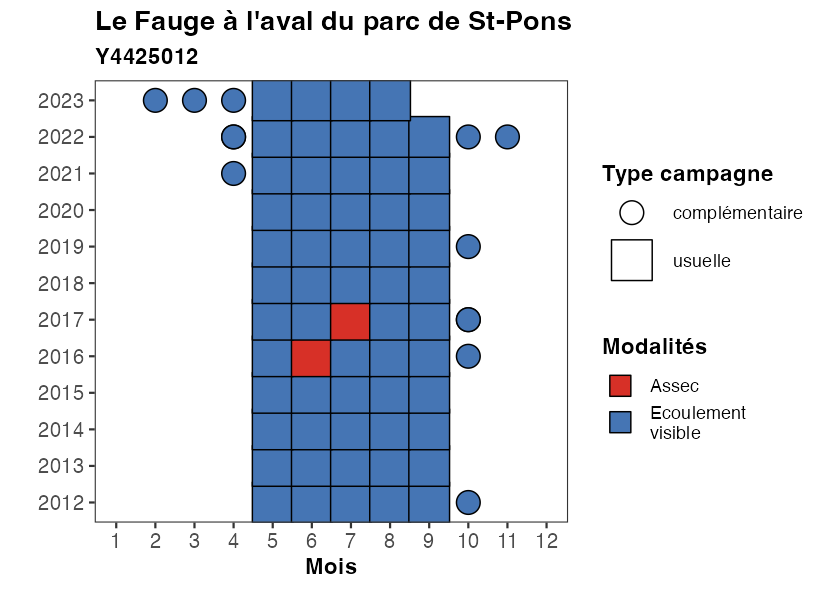 Le Fauge à l'aval du parc de St-Pons
Y4425012
2023
2022
2021
2020
2019
2018
2017
2016
2015
2014
2013
2012
1 2 3 4 5 6 7 8 9 10 11 12
Mois
Type campagne
complémentaire
usuelle
Modalités
Assec
Ecoulement
visible